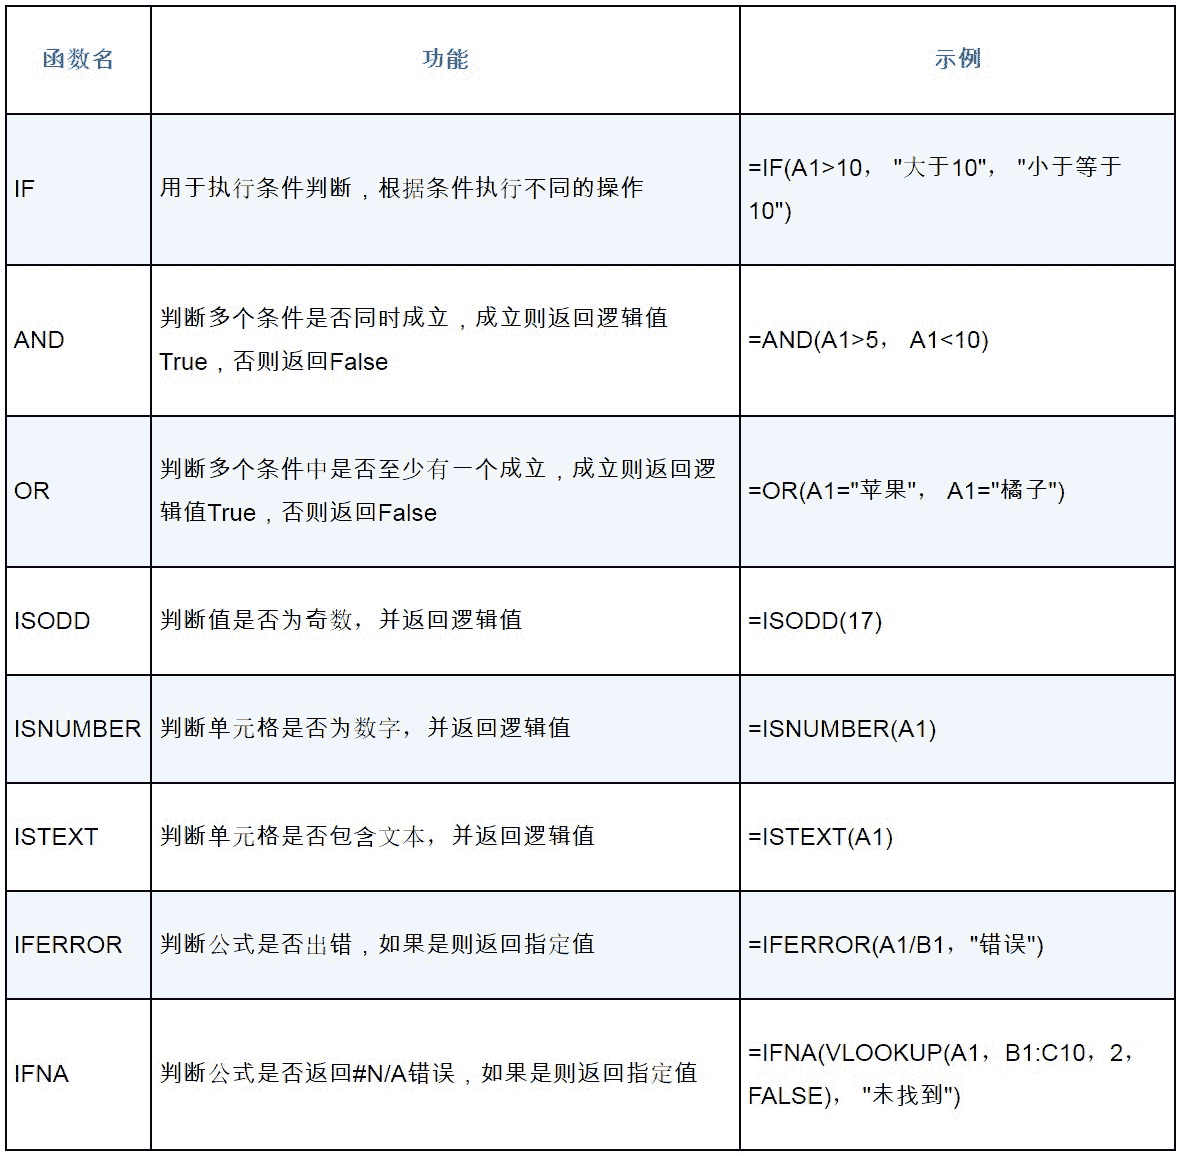 函数名 功能 示例
IF 用于执行条件判断，根据条件执行不同的操作 =IF(A1>10， "大于10"， "小于等于
10")
AND 判断多个条件是否同时成立，成立则返回逻辑值
True，否则返回False =AND(A1>5， A1<10)
OR 判断多个条件中是否至少有一个成立，成立则返回逻
辑值True，否则返回False =OR(A1="苹果"， A1="橘子")
ISODD 判断值是否为奇数，并返回逻辑值 =ISODD(17)
ISNUMBER 判断单元格是否为数字，并返回逻辑值 =ISNUMBER(A1)
ISTEXT 判断单元格是否包含文本，并返回逻辑值 =ISTEXT(A1)
IFERROR 判断公式是否出错，如果是则返回指定值 =IFERROR(A1/B1，"错误")
IFNA 判断公式是否返回#N/A错误，如果是则返回指定值 =IFNA(VLOOKUP(A1，B1:C10，2，
FALSE)， "未找到")